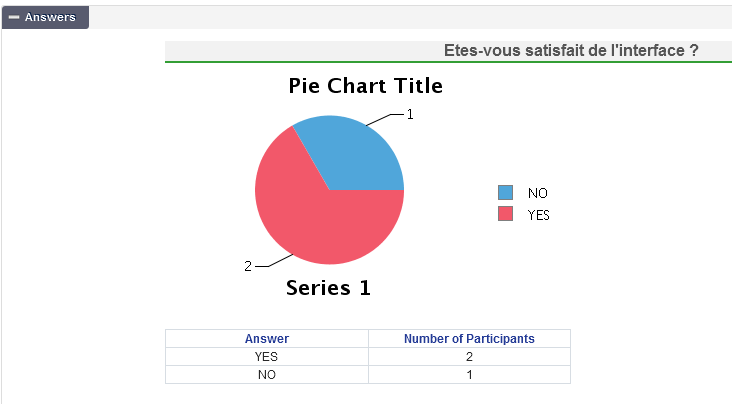 Answers
Etes-vous satisfait de l'interface ?
Pie Chart Title
1
NO
YES
2
Series 1
Answer Number of Participants
YES 2
NO 1